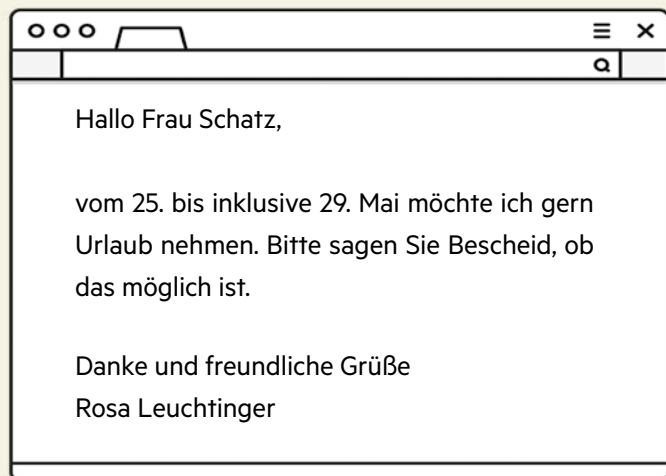 Hallo Frau Schatz,
vom 25. bis inklusive 29. Mai möchte ich gern
Urlaub nehmen. Bitte sagen Sie Bescheid, ob
das möglich ist.
Danke und freundliche Grüße
Rosa Leuchtinger